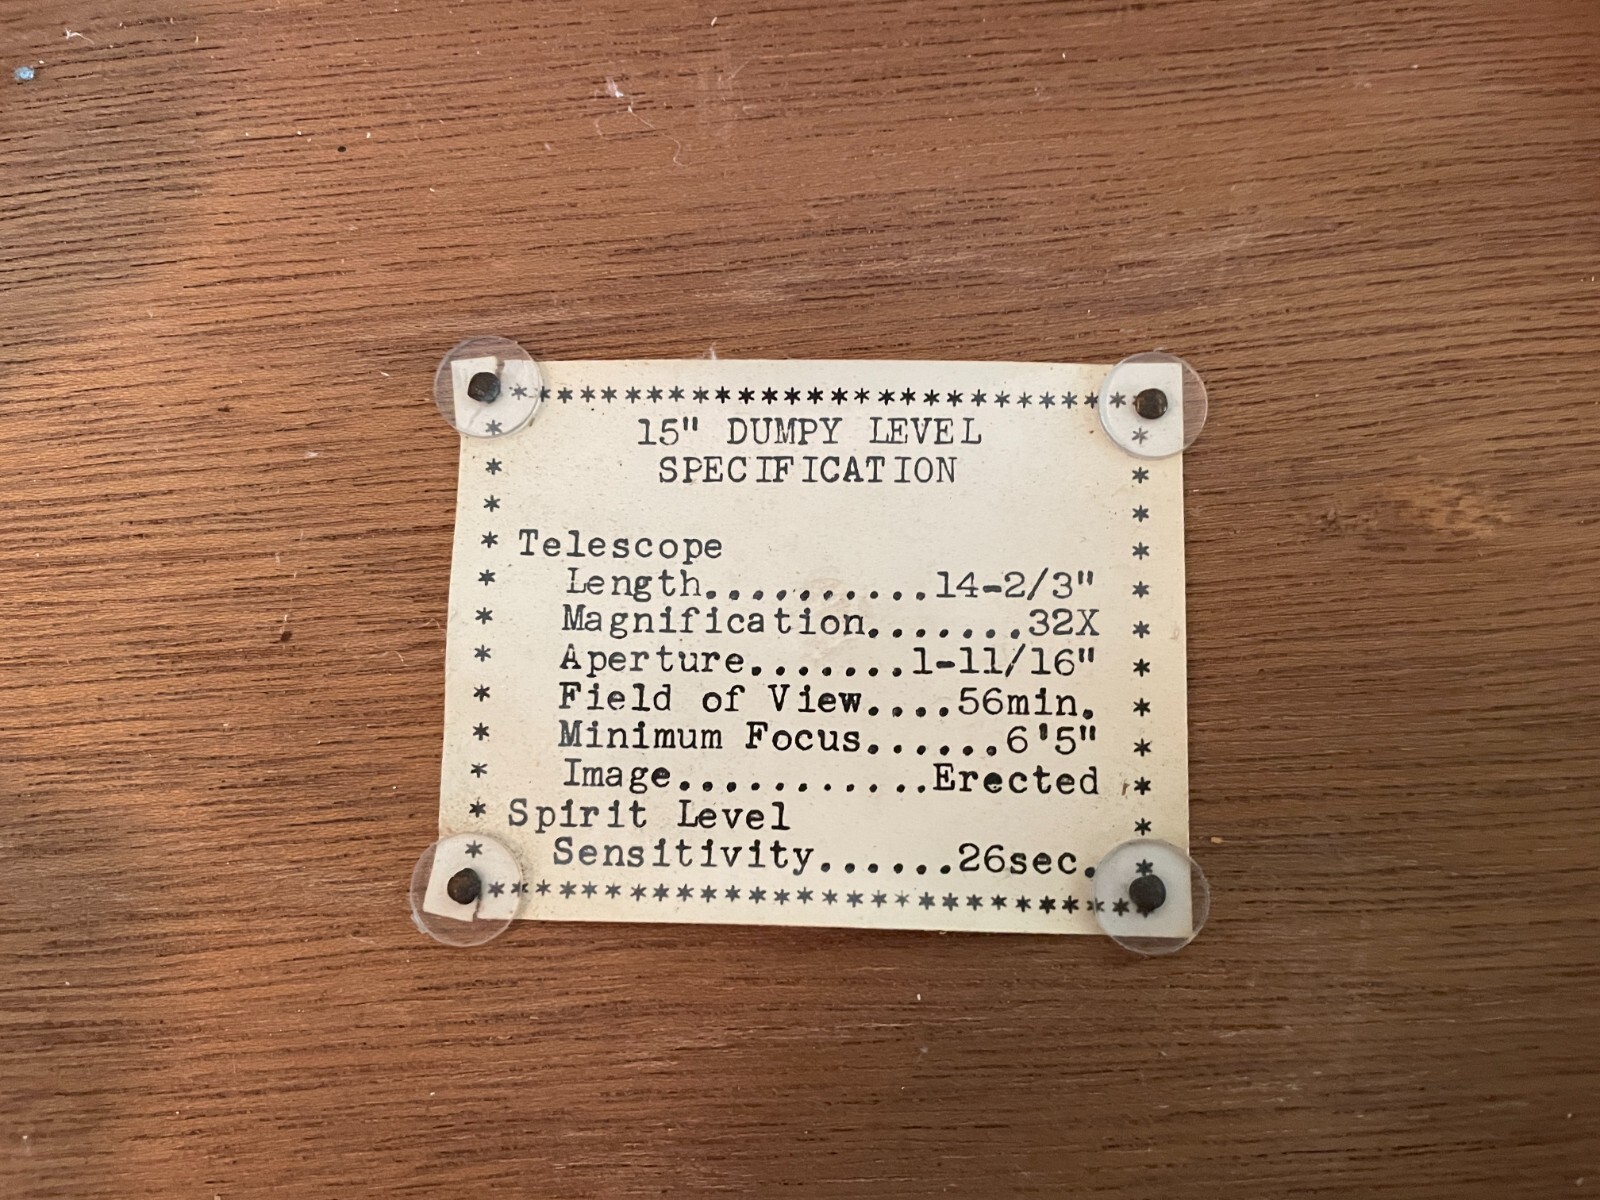 ***************************
15" DUMPY LEVEL
SPECIFICATION
Telescope
Length..........14-2/3"
Magnification.......32X
Aperture.......1-11/16"
Field of View....56min.
Minimum Focus......6'5"
Image...........Erected
Spirit Level
Sensitivity......26sec.
***************************